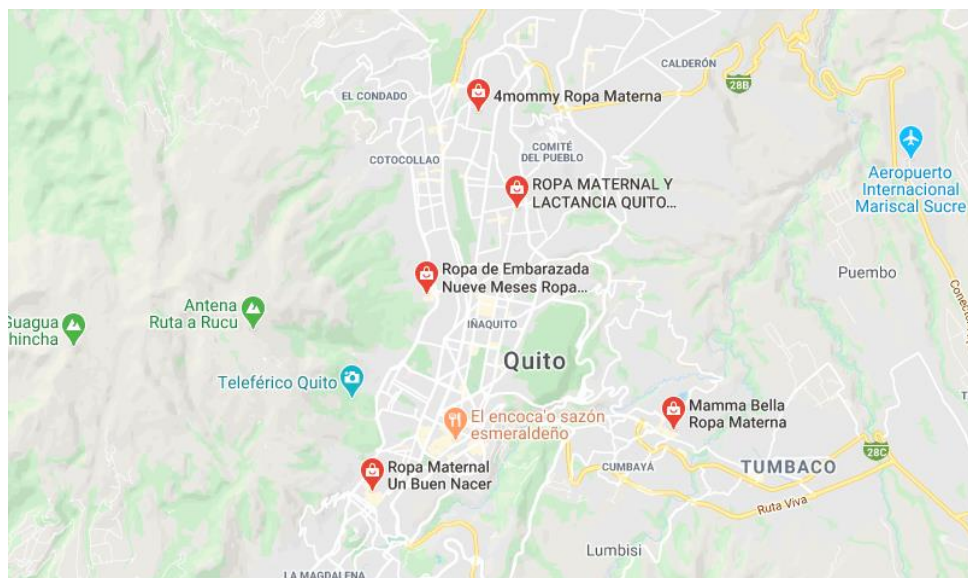 CALDERÓN
28B
EL CONDADO
4mommy Ropa Materna
COTOCOLLAO
COMITÉ
DEL PUEBLO
Aeropuerto
Internacional
Mariscal Sucre
ROPA MATERNAL Y
LACTANCIA QUITO...
Ropa de Embarazada
Nueve Meses Ropa...
Puembo
Conecta
Antena
Ruta a Rucu
Guagua
hincha
IÑAQUITO
Quito
Teleférico Quito
El encoca'o sazón
esmeraldeño
Mamma Bella
Ropa Materna
Ropa Maternal
Un Buen Nacer
CUMBAYÁ
TUMBACO
28C
Ruta Viva
Lumbisi
LA MAGDALENA